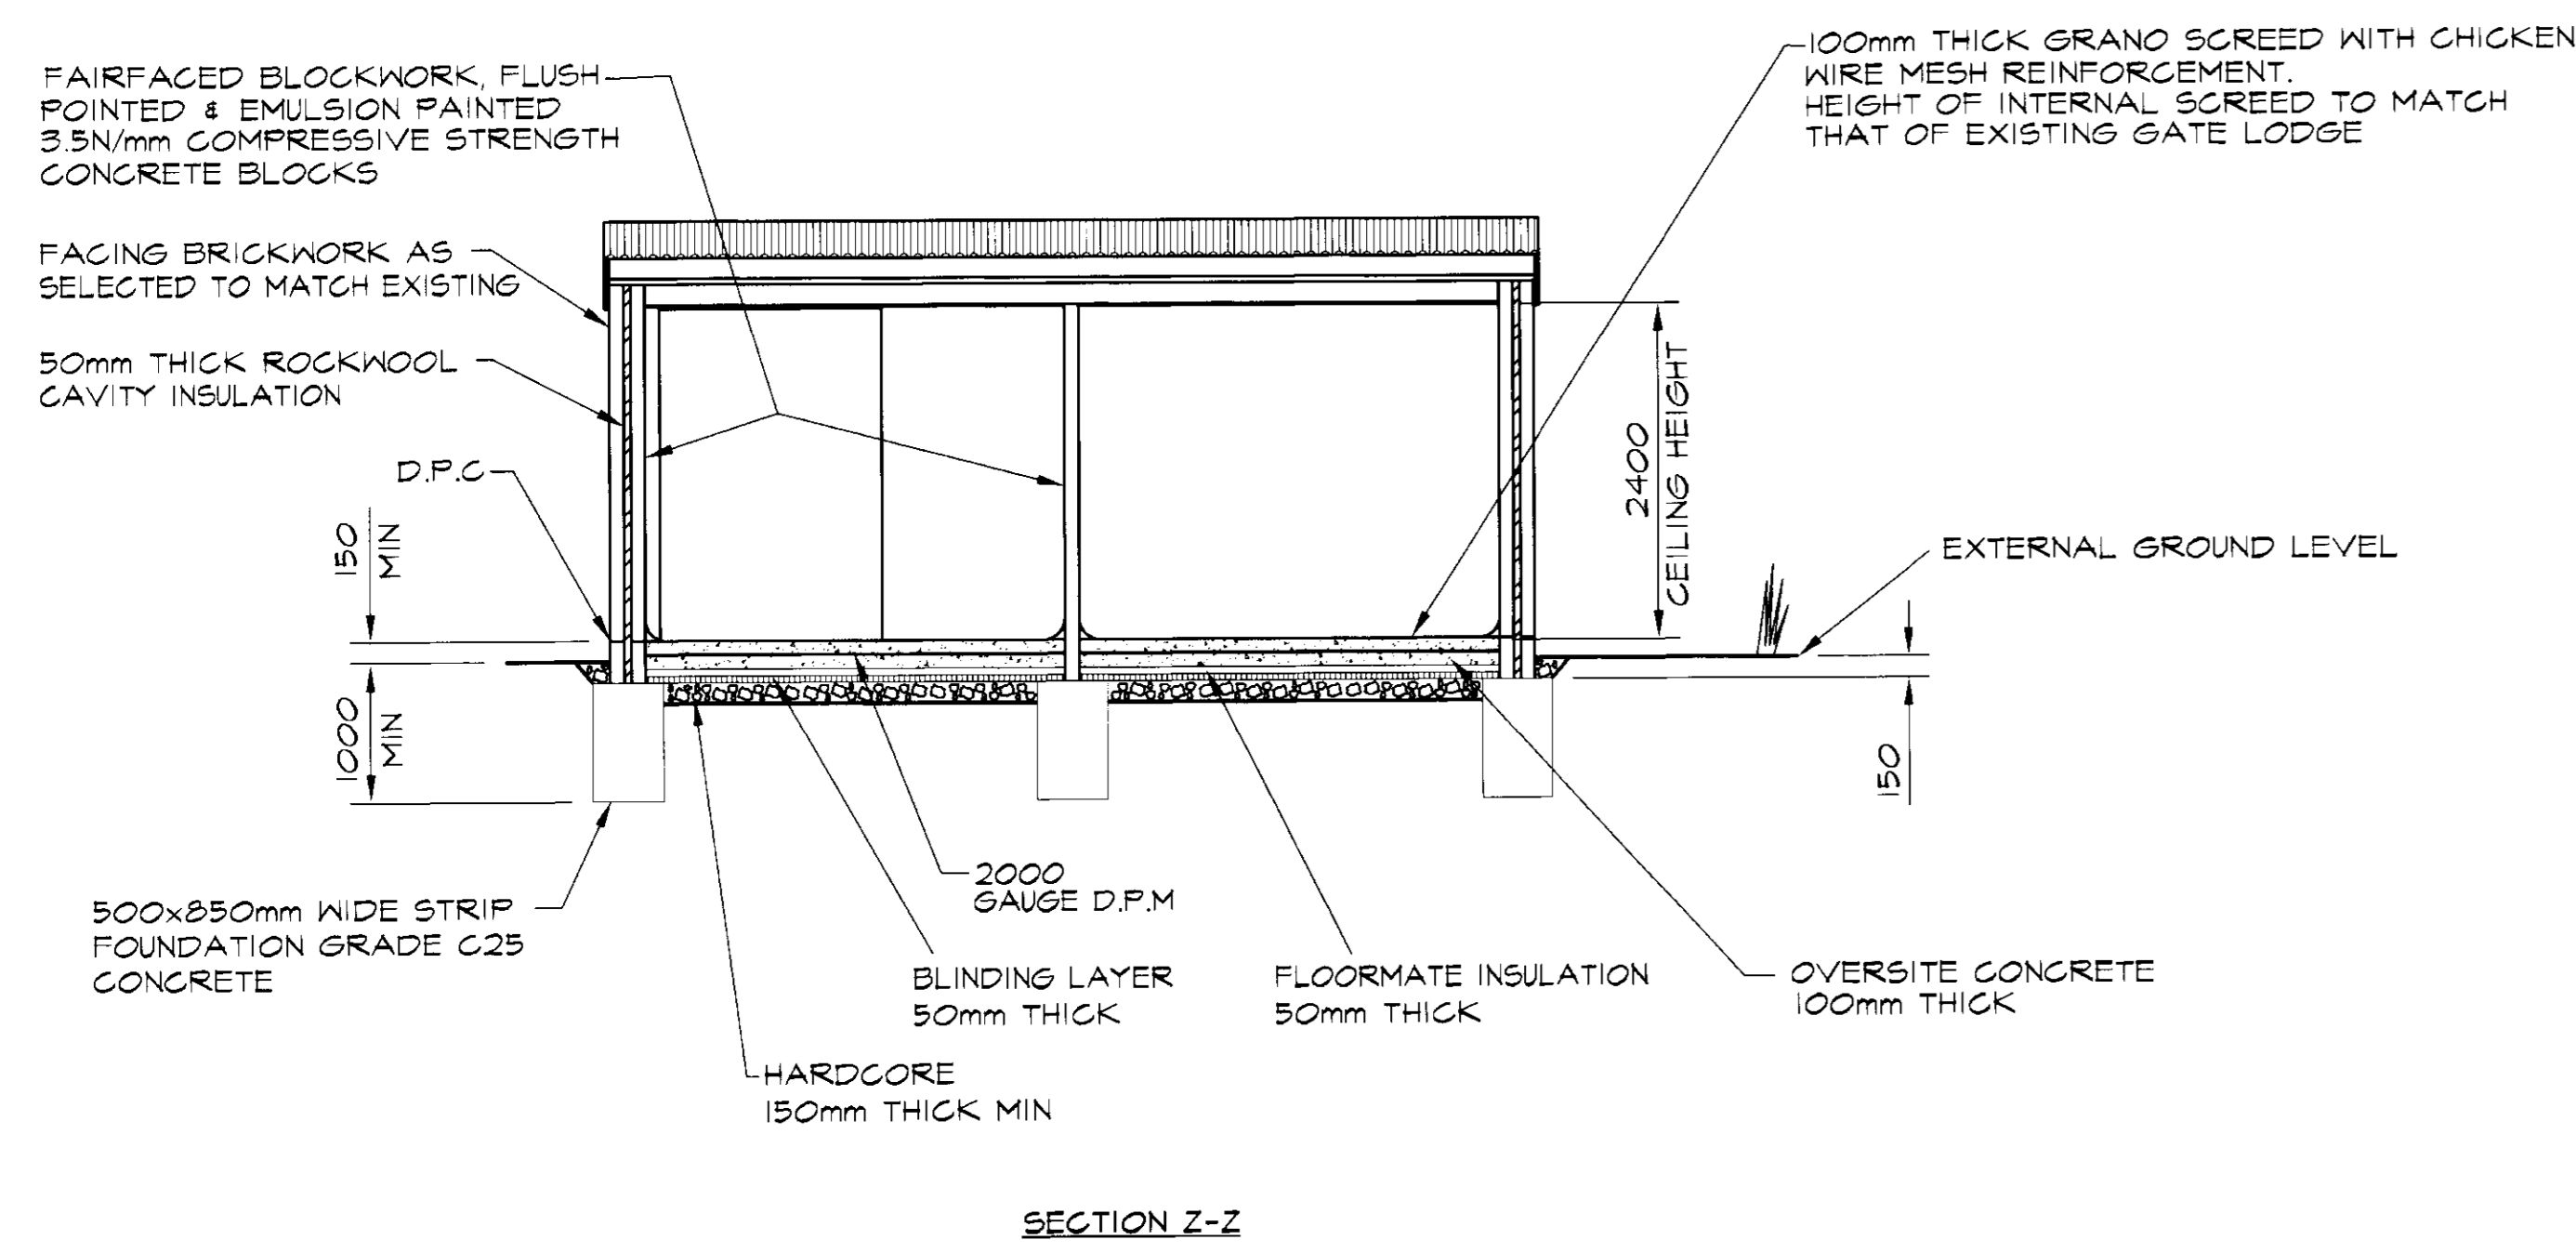 FAIRFACED BLOCKWORK, FLUSH
POINTED & EMULSION PAINTED
3.5N/mm COMPRESSIVE STRENGTH
CONCRETE BLOCKS
FACING BRICKWORK AS
SELECTED TO MATCH EXISTING
50mm THICK ROCKWOOL
CAVITY INSULATION
D.P.C
150
MIN
1000
MIN
500x850mm WIDE STRIP
FOUNDATION GRADE C25
CONCRETE
100mm THICK GRANO SCREED WITH CHICKEN
WIRE MESH REINFORCEMENT.
HEIGHT OF INTERNAL SCREED TO MATCH
THAT OF EXISTING GATE LODGE
2400
CEILING HEIGHT
EXTERNAL GROUND LEVEL
150
2000
GAUGE D.P.M
BLINDING LAYER
50mm THICK
FLOORMATE INSULATION
50mm THICK
OVERSITE CONCRETE
100mm THICK
HARDCORE
150mm THICK MIN
SECTION Z-Z